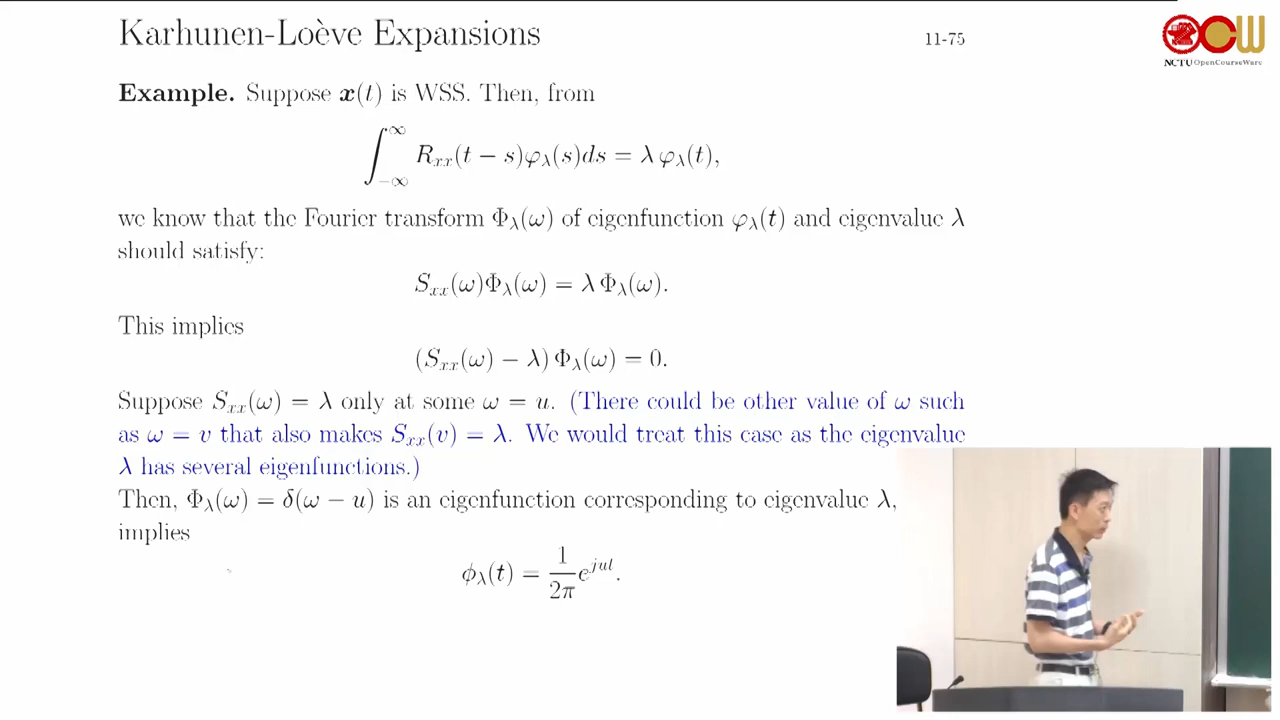 Karhunen-Loève Expansions
11-75
NCTU OpenCourseWare
Example. Suppose x(t) is WSS. Then, from
∫_{-∞}^{∞} R_{xx}(t − s)φ_λ(s)ds = λ φ_λ(t),
we know that the Fourier transform Φ_λ(ω) of eigenfunction φ_λ(t) and eigenvalue λ
should satisfy:
S_{xx}(ω)Φ_λ(ω) = λ Φ_λ(ω).
This implies
(S_{xx}(ω) − λ) Φ_λ(ω) = 0.
Suppose S_{xx}(ω) = λ only at some ω = u. (There could be other value of ω such
as ω = v that also makes S_{xx}(v) = λ. We would treat this case as the eigenvalue
λ has several eigenfunctions.)
Then, Φ_λ(ω) = δ(ω − u) is an eigenfunction corresponding to eigenvalue λ,
implies
ϕ_λ(t) = \frac{1}{2π} e^{jut}.